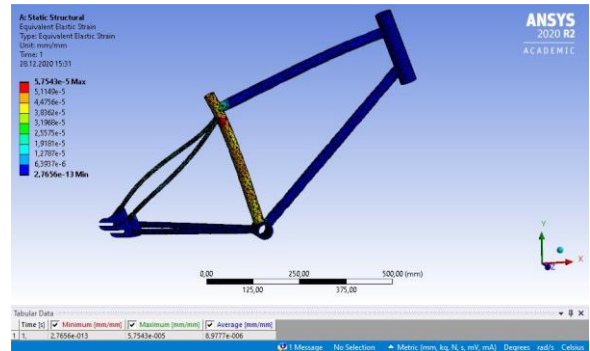 A: Static Structural
Equivalent Elastic Strain
Type: Equivalent Elastic Strain
Unit: mm/mm
Time: 1
28.12.2020 15:31
5,7543e-5 Max
5,1149e-5
4,4756e-5
3,8362e-5
3,1968e-5
2,5575e-5
1,9181e-5
1,2787e-5
6,3937e-6
2,7656e-13 Min
ANSYS
2020 R2
ACADEMIC
Y
X
Z
0,00 250,00 500,00 (mm)
125,00 375,00
Tabular Data
Time [s] Minimum [mm/mm] Maximum [mm/mm] Average [mm/mm]
1 1, 2,7656e-013 5,7543e-005 8,9777e-006
1 Message No Selection Metric (mm, kg, N, s, mV, mA) Degrees rad/s Celsius